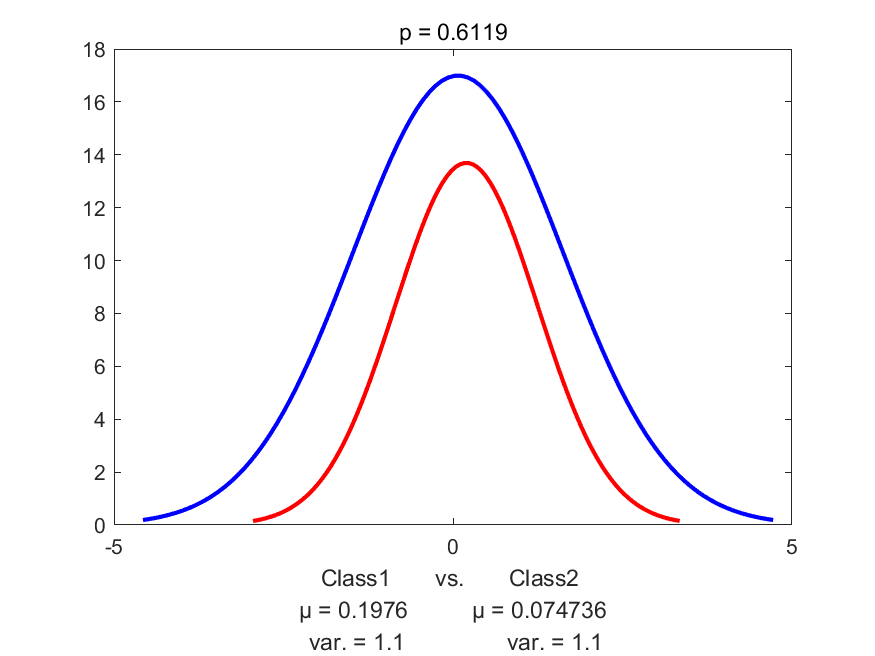 p = 0.6119
18
16
14
12
10
8
6
4
2
0
-5 0 5
Class1 vs. Class2
μ = 0.1976 μ = 0.074736
var. = 1.1 var. = 1.1